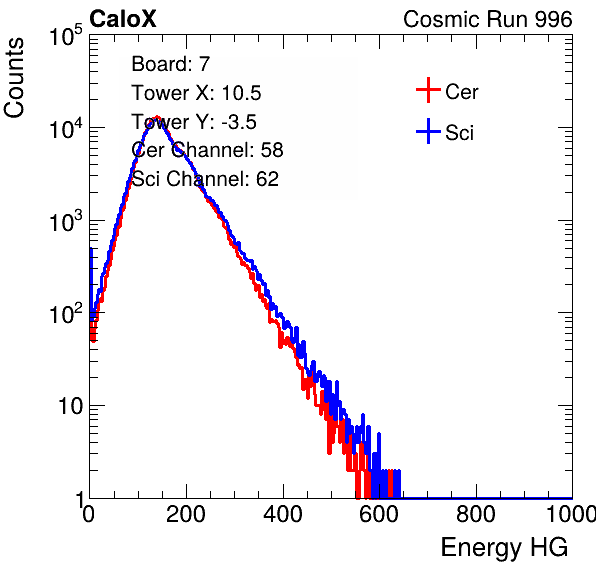 CaloX Cosmic Run 996
Counts
10^5
10^4
10^3
10^2
10
1
Board: 7
Tower X: 10.5
Tower Y: -3.5
Cer Channel: 58
Sci Channel: 62
Cer
Sci
0 200 400 600 800 1000
Energy HG